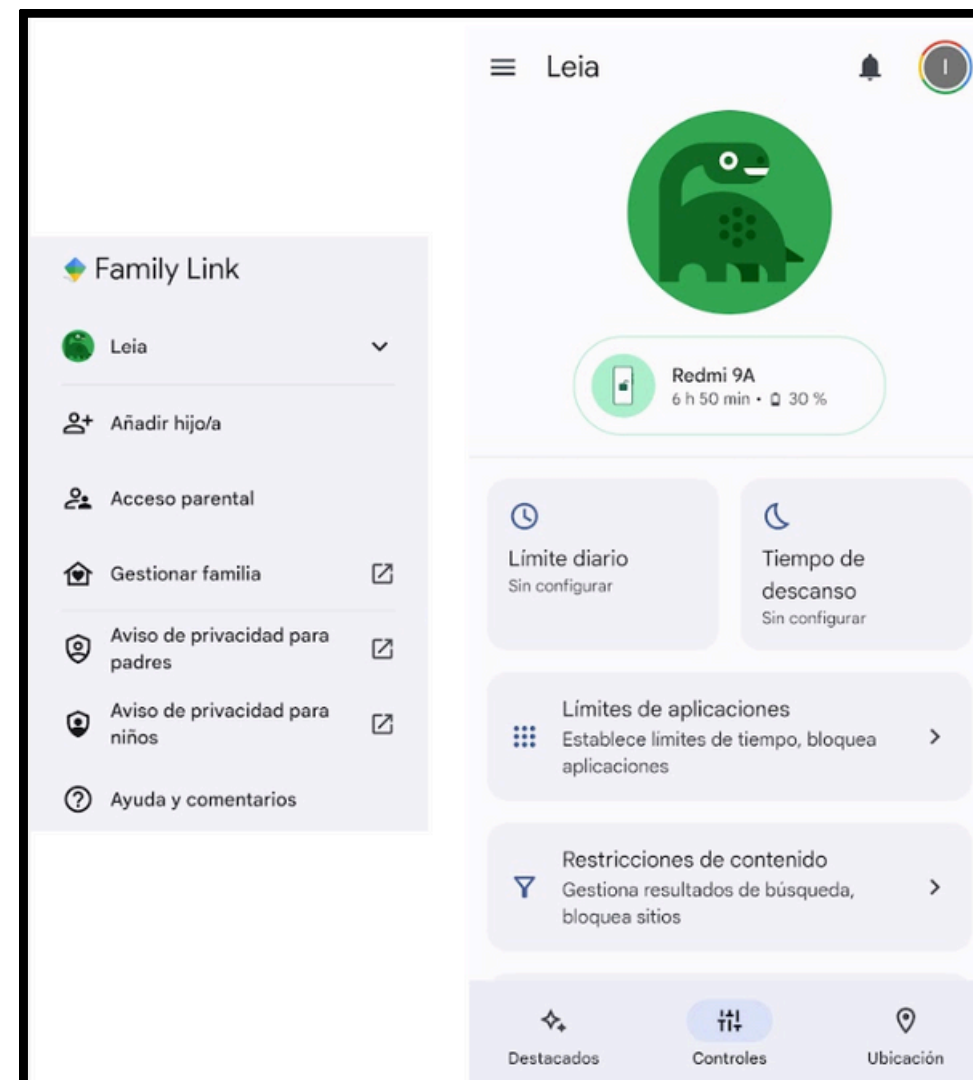 Family Link
Leia
Añadir hijo/a
Acceso parental
Gestionar familia
Aviso de privacidad para
padres
Aviso de privacidad para
niños
Ayuda y comentarios
Leia
I
Redmi 9A
6 h 50 min • 30 %
Límite diario
Sin configurar
Tiempo de
descanso
Sin configurar
Límites de aplicaciones
Establece límites de tiempo, bloquea
aplicaciones
Restricciones de contenido
Gestiona resultados de búsqueda,
bloquea sitios
Destacados
Controles
Ubicación